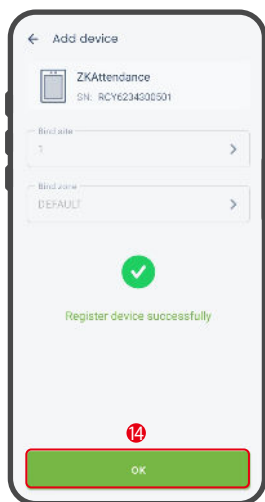 Add device
ZKAttendance
SN: RCY6234300501
Bind site
1
Bind zone
DEFAULT
Register device successfully
14
OK